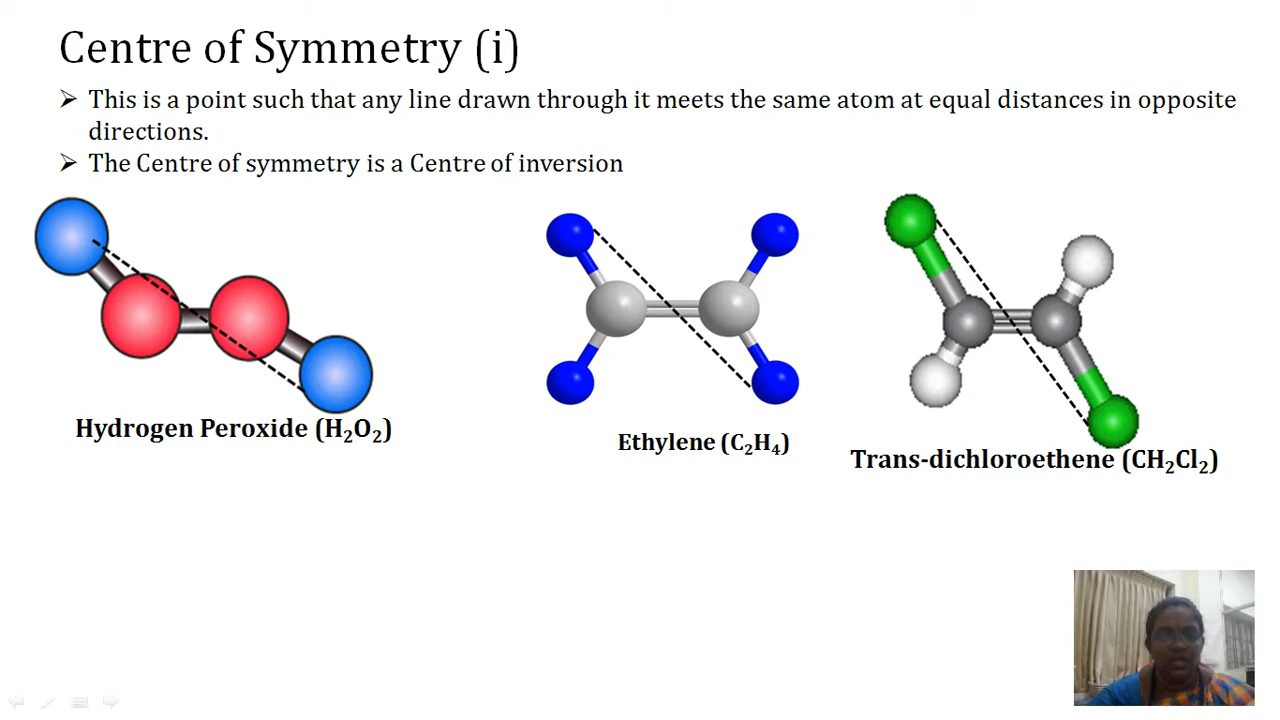 Centre of Symmetry (i)
➢ This is a point such that any line drawn through it meets the same atom at equal distances in opposite
directions.
➢ The Centre of symmetry is a Centre of inversion
Hydrogen Peroxide (H₂O₂)
Ethylene (C₂H₄)
Trans-dichloroethene (CH₂Cl₂)